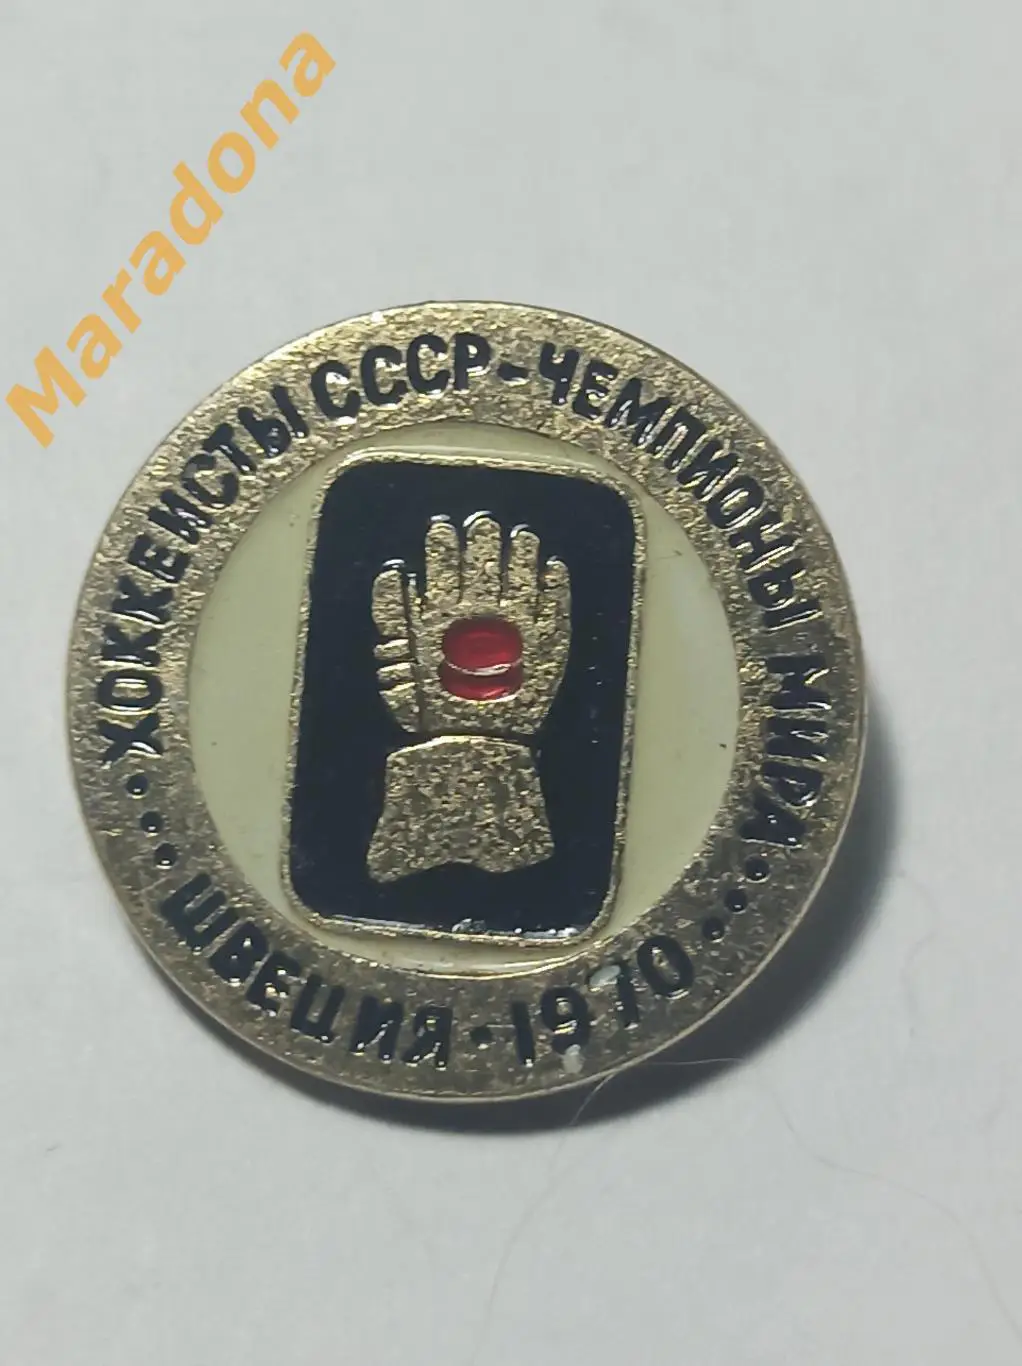 Maradona
ХОККЕИСТЫ СССР-ЧЕМПИОНЫ МИРА...
...ШВЕЦИЯ·1970